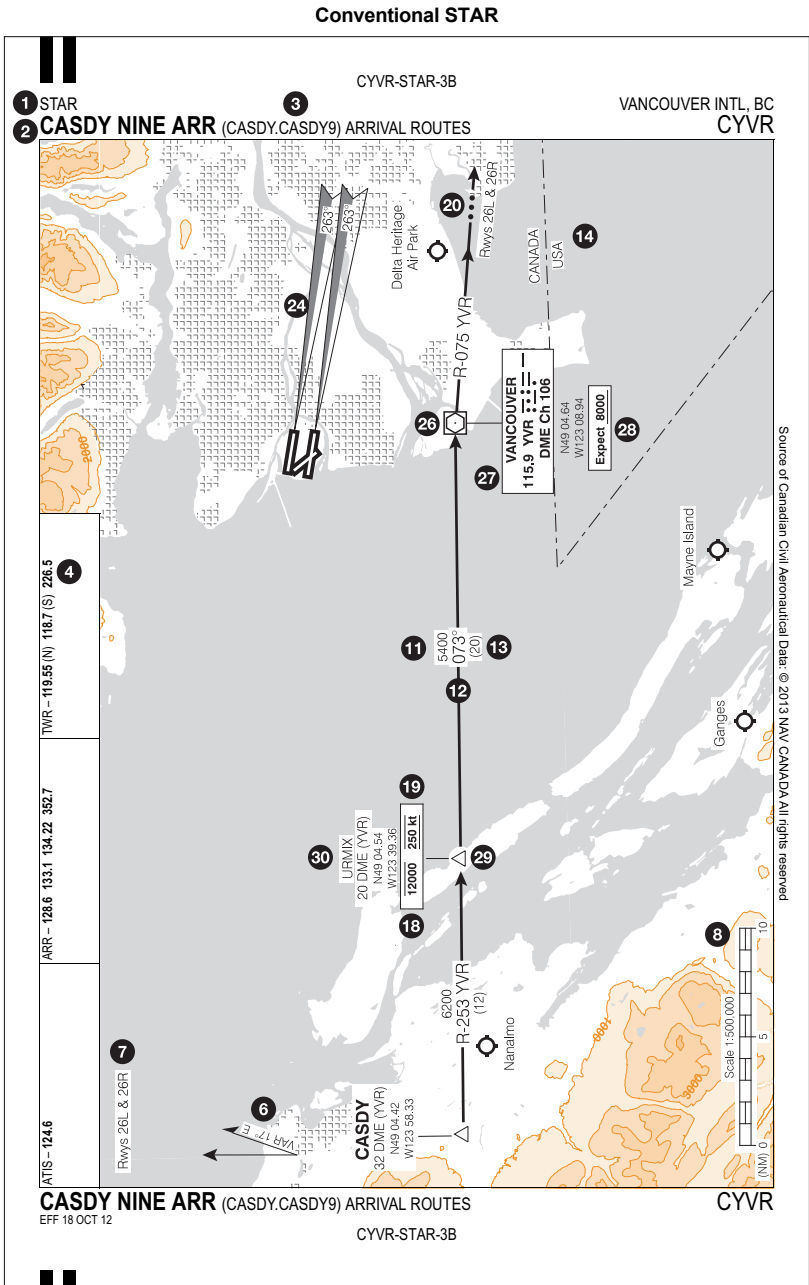 Conventional STAR
CYVR-STAR-3B
1 STAR
3
VANCOUVER INTL, BC
2 CASDY NINE ARR (CASDY.CASDY9) ARRIVAL ROUTES
CYVR
ATIS – 124.6
ARR – 128.6 133.1 134.22 352.7
TWR – 119.55 (N) 118.7 (S) 226.5
4
2000
263°
263°
24
Delta Heritage
Air Park
20
Rwys 26L & 26R
CANADA
USA
14
R-075 YVR
26
VANCOUVER
115.9 YVR
DME Ch 106
27
N49 04.64
W123 08.94
Expect 8000
28
Mayne Island
11
5400
073°
(20)
13
12
Ganges
30
URMIX
20 DME (YVR)
N49 04.54
W123 39.36
12000 250 kt
19
18
29
6200
R-253 YVR
(12)
Nanaimo
7
Rwys 26L & 26R
6
VAR 17° E
CASDY
32 DME (YVR)
N49 04.42
W123 58.33
1000
3000
8
Scale 1:500,000
(NM) 0 5 10
Source of Canadian Civil Aeronautical Data: © 2013 NAV CANADA All rights reserved
CASDY NINE ARR (CASDY.CASDY9) ARRIVAL ROUTES
CYVR
EFF 18 OCT 12
CYVR-STAR-3B